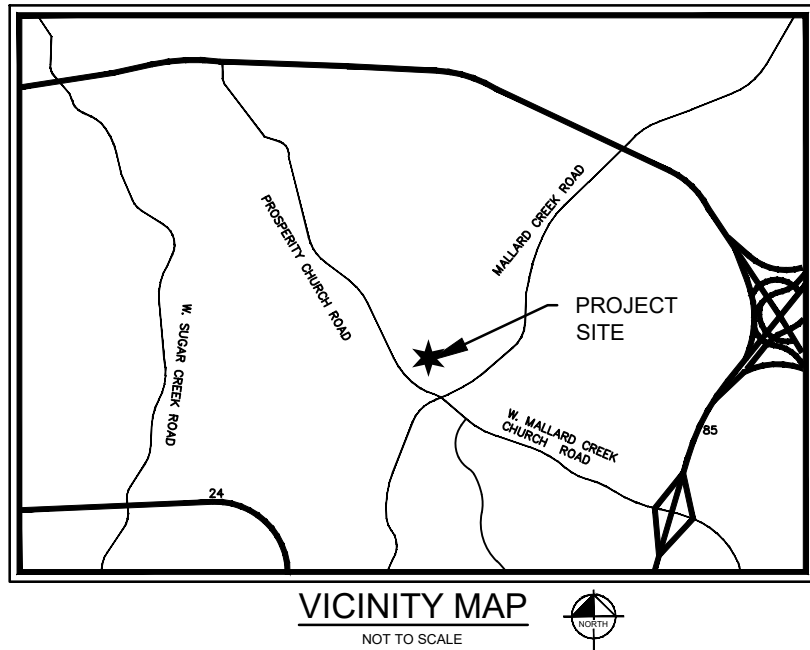 MALLARD CREEK ROAD
PROSPERITY CHURCH ROAD
W. SUGAR CREEK ROAD
PROJECT
SITE
W. MALLARD CREEK
CHURCH ROAD
85
24
VICINITY MAP
NOT TO SCALE
NORTH